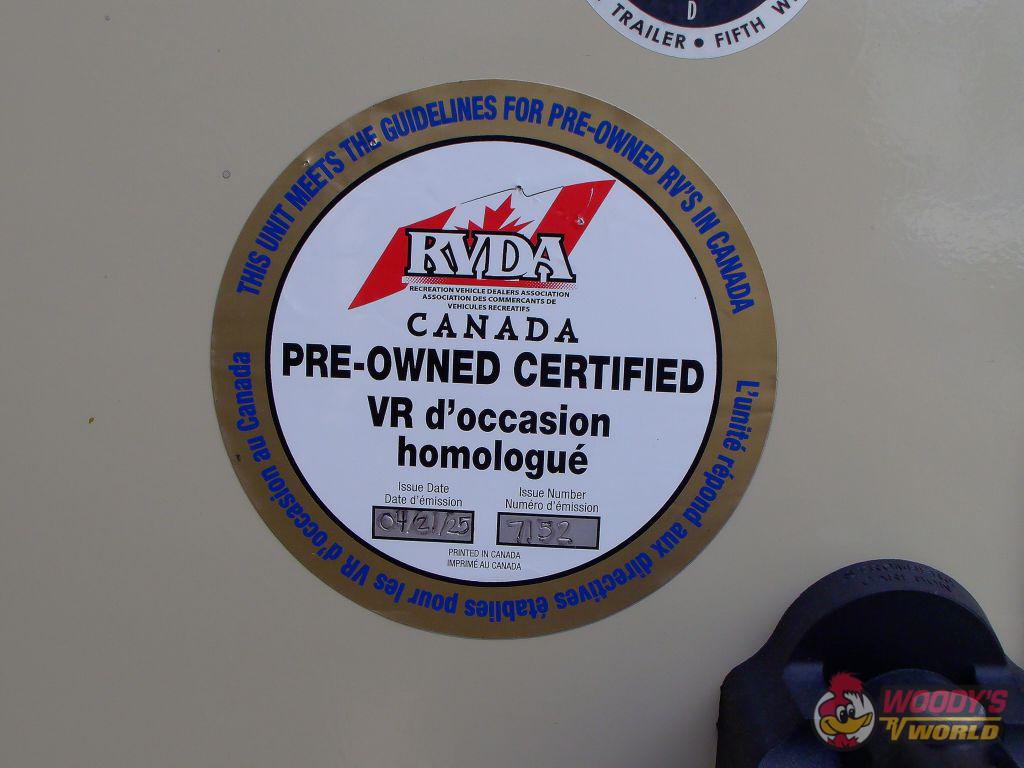 D
TRAILER • FIFTH W
THIS UNIT MEETS THE GUIDELINES FOR PRE-OWNED RV'S IN CANADA
RVDA
RECREATION VEHICLE DEALERS ASSOCIATION
ASSOCIATION DES COMMERCANTS DE
VEHICULES RECREATIFS
CANADA
PRE-OWNED CERTIFIED
VR d'occasion
homologué
Issue Date
Date d'émission
04/21/25
Issue Number
Numéro d'émission
7152
PRINTED IN CANADA
IMPRIMÉ AU CANADA
L'unité répond aux directives établies pour les VR d'occasion au Canada
WOODY'S
RV WORLD